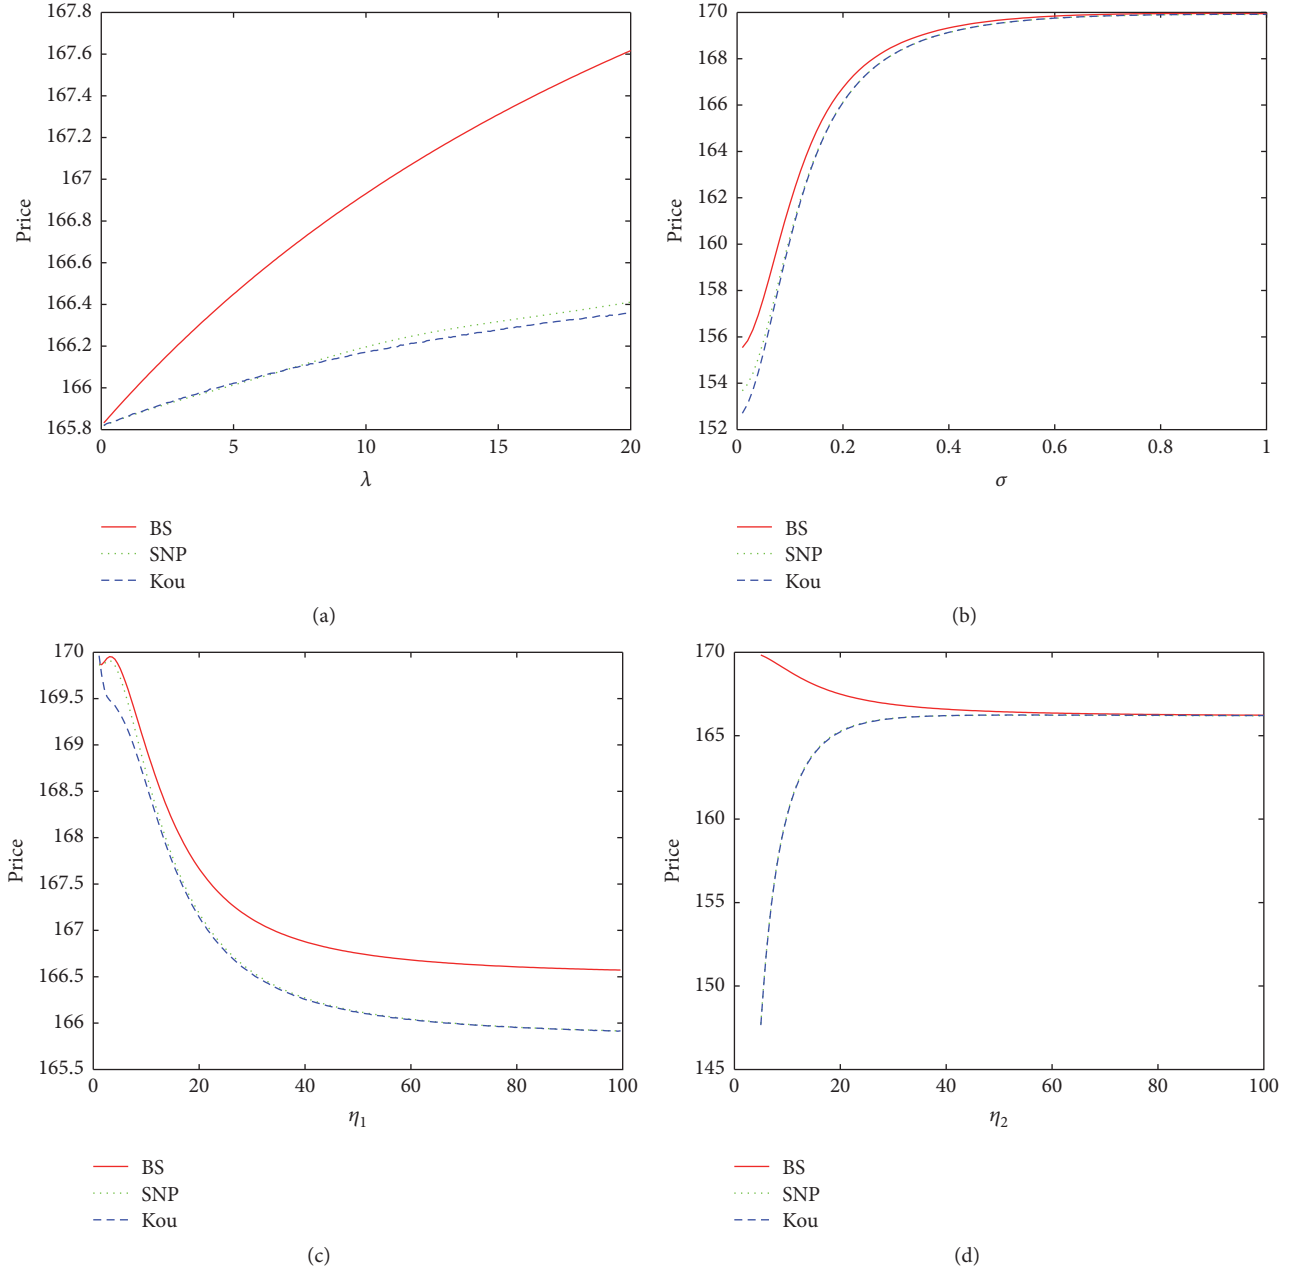 167.8
167.6
167.4
167.2
167
166.8
166.6
166.4
166.2
166
165.8
Price
0 5 10 15 20
λ
BS
SNP
Kou
(a)
170
168
166
164
162
160
158
156
154
152
Price
0 0.2 0.4 0.6 0.8 1
σ
BS
SNP
Kou
(b)
170
169.5
169
168.5
168
167.5
167
166.5
166
165.5
Price
0 20 40 60 80 100
η1
BS
SNP
Kou
(c)
170
165
160
155
150
145
Price
0 20 40 60 80 100
η2
BS
SNP
Kou
(d)